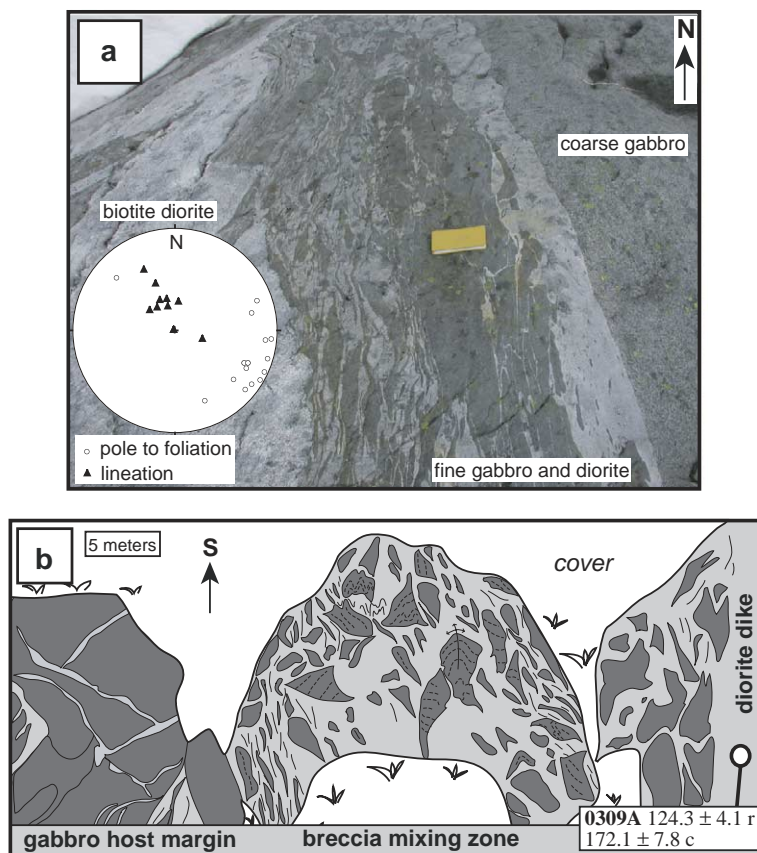 a
N
coarse gabbro
biotite diorite
N
○ pole to foliation
▲ lineation
fine gabbro and diorite
b
5 meters
S
cover
diorite dike
0309A 124.3 ± 4.1 r
172.1 ± 7.8 c
gabbro host margin
breccia mixing zone